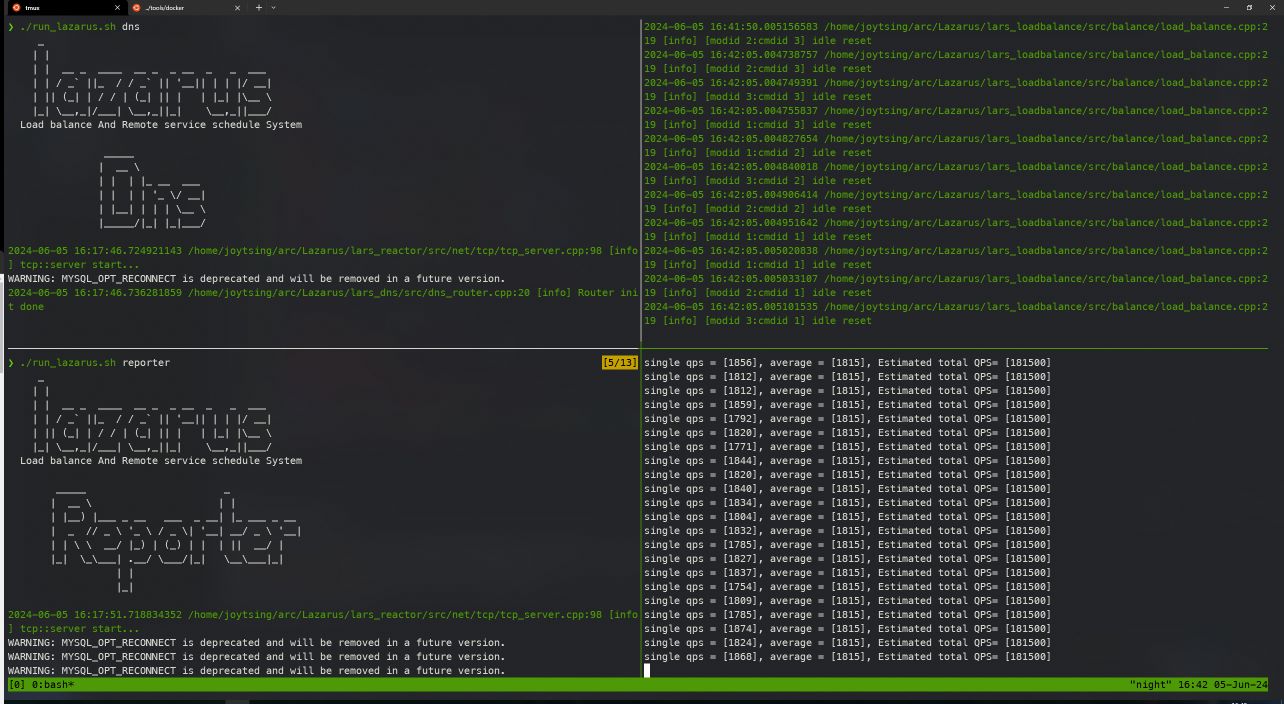 tmux
../tools/docker
❯ ./run_lazarus.sh dns
Lazarus
Load balance And Remote service schedule System
Dns
2024-06-05 16:17:46.724921143 /home/joytsing/arc/Lazarus/lars_reactor/src/net/tcp/tcp_server.cpp:98 [info
] tcp::server start...
WARNING: MYSQL_OPT_RECONNECT is deprecated and will be removed in a future version.
2024-06-05 16:17:46.736281859 /home/joytsing/arc/Lazarus/lars_dns/src/dns_router.cpp:20 [info] Router ini
t done
2024-06-05 16:41:50.005156583 /home/joytsing/arc/Lazarus/lars_loadbalance/src/balance/load_balance.cpp:2
19 [info] [modid 2:cmdid 3] idle reset
2024-06-05 16:42:05.004738757 /home/joytsing/arc/Lazarus/lars_loadbalance/src/balance/load_balance.cpp:2
19 [info] [modid 2:cmdid 3] idle reset
2024-06-05 16:42:05.004749391 /home/joytsing/arc/Lazarus/lars_loadbalance/src/balance/load_balance.cpp:2
19 [info] [modid 3:cmdid 3] idle reset
2024-06-05 16:42:05.004755837 /home/joytsing/arc/Lazarus/lars_loadbalance/src/balance/load_balance.cpp:2
19 [info] [modid 1:cmdid 3] idle reset
2024-06-05 16:42:05.004827654 /home/joytsing/arc/Lazarus/lars_loadbalance/src/balance/load_balance.cpp:2
19 [info] [modid 1:cmdid 2] idle reset
2024-06-05 16:42:05.004840018 /home/joytsing/arc/Lazarus/lars_loadbalance/src/balance/load_balance.cpp:2
19 [info] [modid 3:cmdid 2] idle reset
2024-06-05 16:42:05.004906414 /home/joytsing/arc/Lazarus/lars_loadbalance/src/balance/load_balance.cpp:2
19 [info] [modid 2:cmdid 2] idle reset
2024-06-05 16:42:05.004951642 /home/joytsing/arc/Lazarus/lars_loadbalance/src/balance/load_balance.cpp:2
19 [info] [modid 1:cmdid 1] idle reset
2024-06-05 16:42:05.005020838 /home/joytsing/arc/Lazarus/lars_loadbalance/src/balance/load_balance.cpp:2
19 [info] [modid 1:cmdid 1] idle reset
2024-06-05 16:42:05.005033107 /home/joytsing/arc/Lazarus/lars_loadbalance/src/balance/load_balance.cpp:2
19 [info] [modid 2:cmdid 1] idle reset
2024-06-05 16:42:05.005101535 /home/joytsing/arc/Lazarus/lars_loadbalance/src/balance/load_balance.cpp:2
19 [info] [modid 3:cmdid 1] idle reset
❯ ./run_lazarus.sh reporter
[5/13]
Lazarus
Load balance And Remote service schedule System
Reporter
2024-06-05 16:17:51.718834352 /home/joytsing/arc/Lazarus/lars_reactor/src/net/tcp/tcp_server.cpp:98 [info
] tcp::server start...
WARNING: MYSQL_OPT_RECONNECT is deprecated and will be removed in a future version.
WARNING: MYSQL_OPT_RECONNECT is deprecated and will be removed in a future version.
WARNING: MYSQL_OPT_RECONNECT is deprecated and will be removed in a future version.
single qps = [1856], average = [1815], Estimated total QPS= [181500]
single qps = [1812], average = [1815], Estimated total QPS= [181500]
single qps = [1812], average = [1815], Estimated total QPS= [181500]
single qps = [1859], average = [1815], Estimated total QPS= [181500]
single qps = [1792], average = [1815], Estimated total QPS= [181500]
single qps = [1820], average = [1815], Estimated total QPS= [181500]
single qps = [1771], average = [1815], Estimated total QPS= [181500]
single qps = [1844], average = [1815], Estimated total QPS= [181500]
single qps = [1820], average = [1815], Estimated total QPS= [181500]
single qps = [1840], average = [1815], Estimated total QPS= [181500]
single qps = [1834], average = [1815], Estimated total QPS= [181500]
single qps = [1804], average = [1815], Estimated total QPS= [181500]
single qps = [1832], average = [1815], Estimated total QPS= [181500]
single qps = [1785], average = [1815], Estimated total QPS= [181500]
single qps = [1827], average = [1815], Estimated total QPS= [181500]
single qps = [1837], average = [1815], Estimated total QPS= [181500]
single qps = [1754], average = [1815], Estimated total QPS= [181500]
single qps = [1809], average = [1815], Estimated total QPS= [181500]
single qps = [1785], average = [1815], Estimated total QPS= [181500]
single qps = [1874], average = [1815], Estimated total QPS= [181500]
single qps = [1824], average = [1815], Estimated total QPS= [181500]
single qps = [1868], average = [1815], Estimated total QPS= [181500]
[0] 0:bash*
"night" 16:42 05-Jun-24